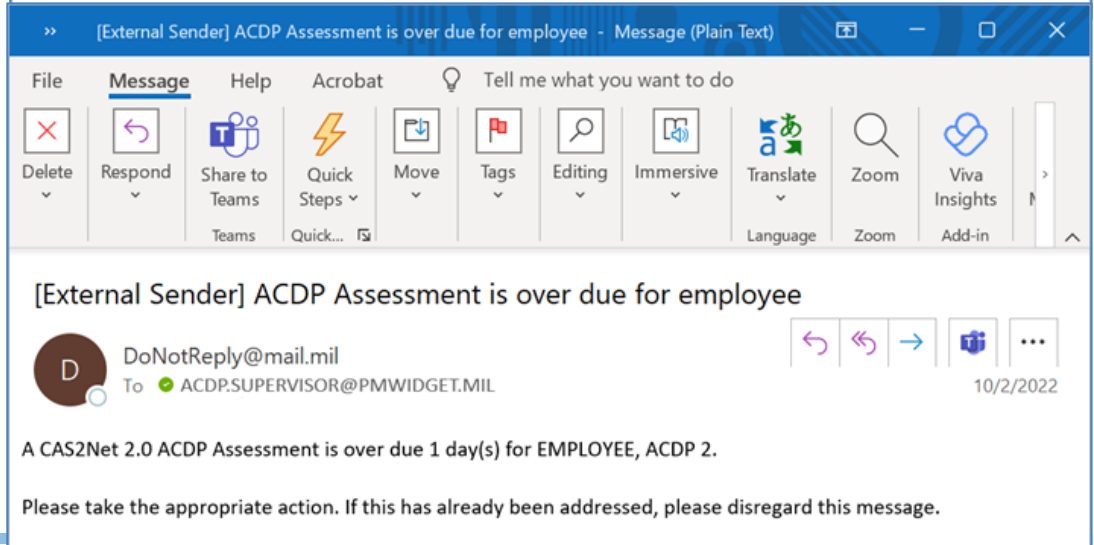 » [External Sender] ACDP Assessment is over due for employee - Message (Plain Text)
File Message Help Acrobat Tell me what you want to do
Delete Respond Share to Teams Quick Steps Move Tags Editing Immersive Translate Zoom Viva Insights
Teams Quick... Language Zoom Add-in
[External Sender] ACDP Assessment is over due for employee
D
DoNotReply@mail.mil
To ACDP.SUPERVISOR@PMWIDGET.MIL
10/2/2022
A CAS2Net 2.0 ACDP Assessment is over due 1 day(s) for EMPLOYEE, ACDP 2.
Please take the appropriate action. If this has already been addressed, please disregard this message.